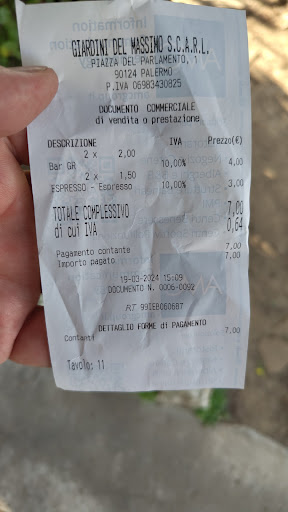 GIARDINI DEL MASSIMO S.C.A.R.L.
PIAZZA DEL PARLAMENTO, 1
90124 PALERMO
P.IVA 06983430825
DOCUMENTO COMMERCIALE
di vendita o prestazione
DESCRIZIONE IVA Prezzo(€)
2 x 2,00
Bar GR 10,00% 4,00
2 x 1,50
ESPRESSO - Espresso 10,00% 3,00
TOTALE COMPLESSIVO 7,00
di cui IVA 0,64
Pagamento contante 7,00
Importo pagato 7,00
19-03-2024 15:09
DOCUMENTO N. 0006-0092
RT 99IEB060687
DETTAGLIO FORME di PAGAMENTO
Contanti 7,00
Tavolo: 11